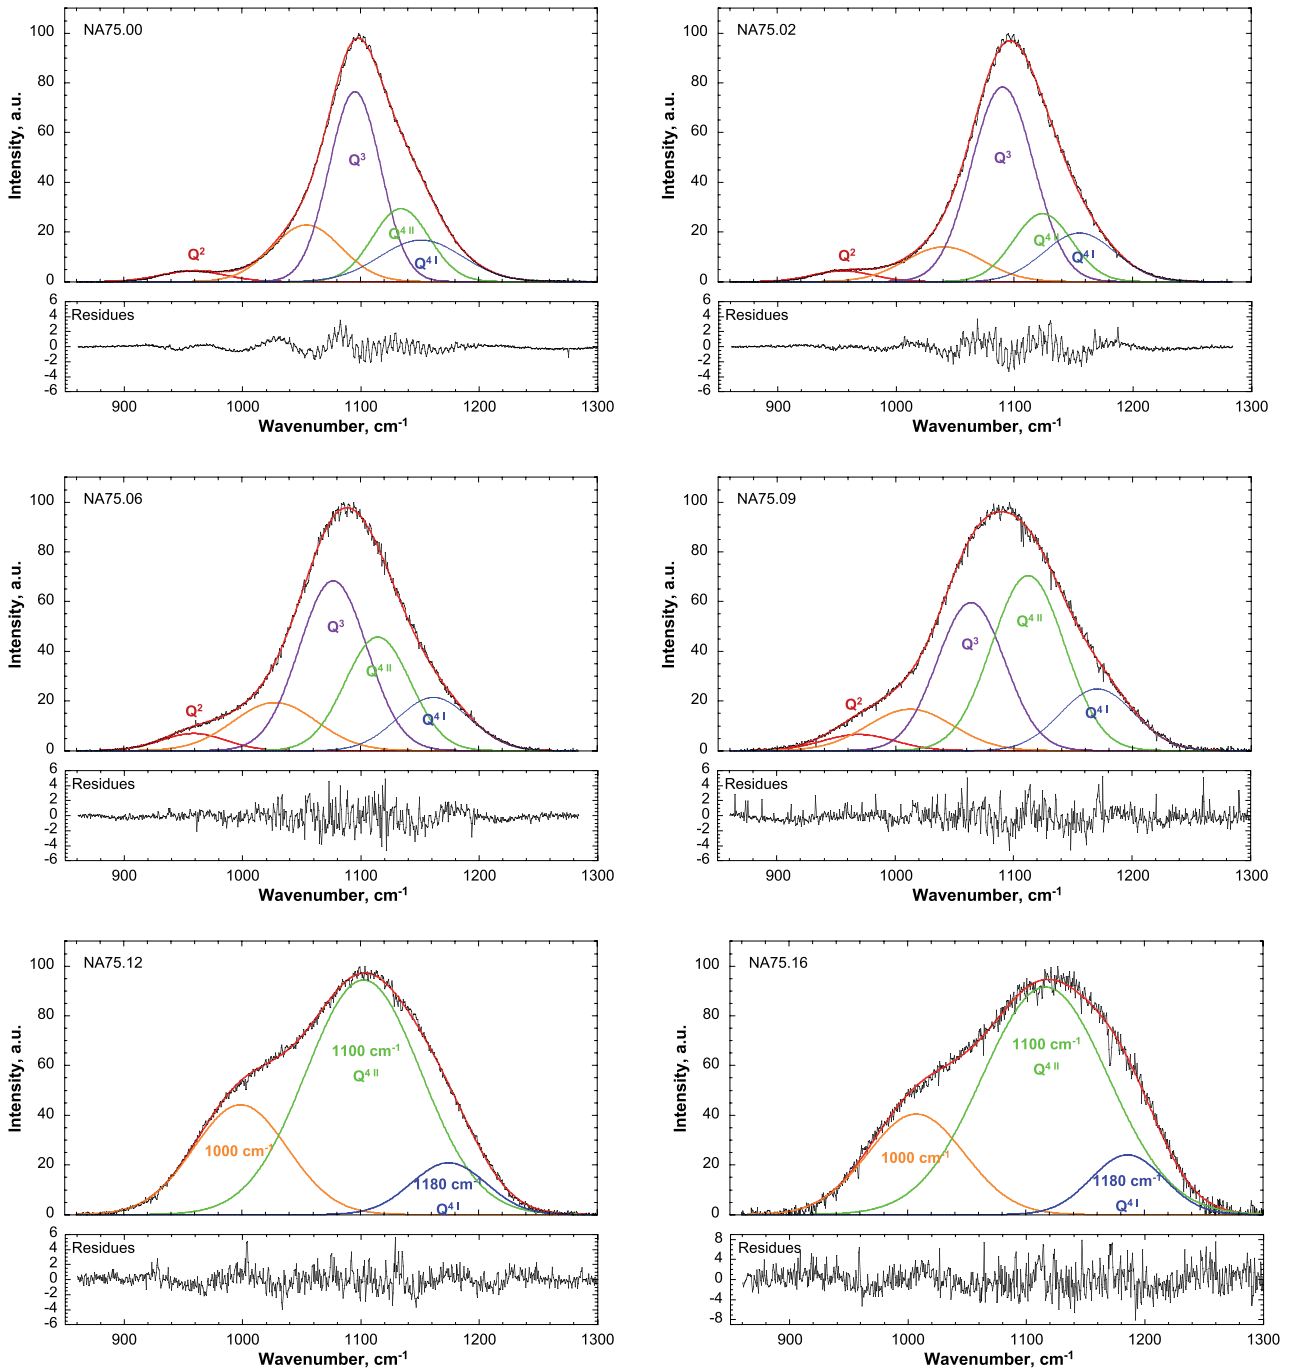 NA75.00
Intensity, a.u.
100
80
60
40
20
0
Q²
Q³
Q⁴ ᴵᴵ
Q⁴ ᴵ
Residues
6
4
2
0
-2
-4
-6
900 1000 1100 1200 1300
Wavenumber, cm⁻¹
NA75.02
Intensity, a.u.
100
80
60
40
20
0
Q²
Q³
Q⁴ ᴵᴵ
Q⁴ ᴵ
Residues
6
4
2
0
-2
-4
-6
900 1000 1100 1200 1300
Wavenumber, cm⁻¹
NA75.06
Intensity, a.u.
100
80
60
40
20
0
Q²
Q³
Q⁴ ᴵᴵ
Q⁴ ᴵ
Residues
6
4
2
0
-2
-4
-6
900 1000 1100 1200 1300
Wavenumber, cm⁻¹
NA75.09
Intensity, a.u.
100
80
60
40
20
0
Q²
Q³
Q⁴ ᴵᴵ
Q⁴ ᴵ
Residues
6
4
2
0
-2
-4
-6
900 1000 1100 1200 1300
Wavenumber, cm⁻¹
NA75.12
Intensity, a.u.
100
80
60
40
20
0
1100 cm⁻¹
Q⁴ ᴵᴵ
1000 cm⁻¹
1180 cm⁻¹
Q⁴ ᴵ
Residues
6
4
2
0
-2
-4
-6
900 1000 1100 1200 1300
Wavenumber, cm⁻¹
NA75.16
Intensity, a.u.
100
80
60
40
20
0
1100 cm⁻¹
Q⁴ ᴵᴵ
1000 cm⁻¹
1180 cm⁻¹
Q⁴ ᴵ
Residues
8
4
0
-4
-8
900 1000 1100 1200 1300
Wavenumber, cm⁻¹